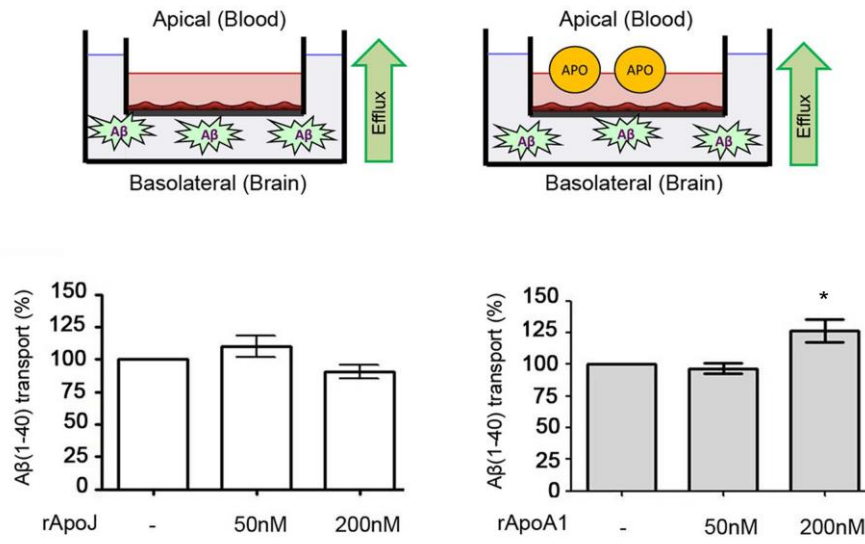 Apical (Blood)
Aβ Aβ Aβ
Efflux
Basolateral (Brain)
Apical (Blood)
APO APO
Aβ Aβ Aβ
Efflux
Basolateral (Brain)
Aβ(1-40) transport (%)
150
125
100
75
50
25
0
rApoJ - 50nM 200nM
Aβ(1-40) transport (%)
150
125
100
75
50
25
0
*
rApoA1 - 50nM 200nM